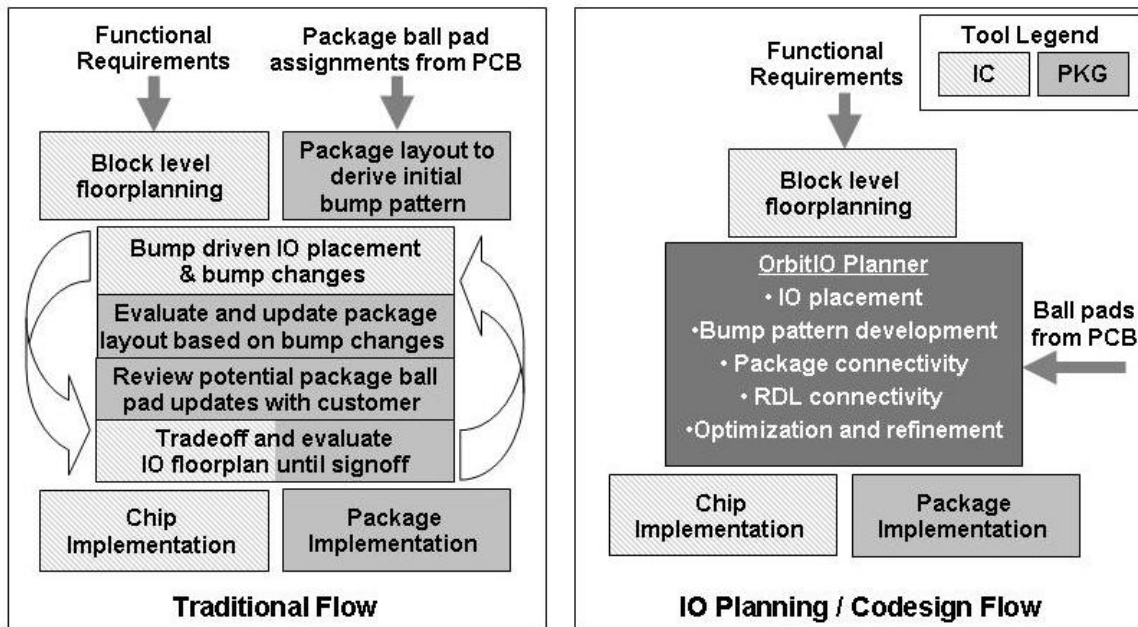 Functional
Requirements
Package ball pad
assignments from PCB
Block level
floorplanning
Package layout to
derive initial
bump pattern
Bump driven IO placement
& bump changes
Evaluate and update package
layout based on bump changes
Review potential package ball
pad updates with customer
Tradeoff and evaluate
IO floorplan until signoff
Chip
Implementation
Package
Implementation
Traditional Flow
Tool Legend
IC
PKG
Functional
Requirements
Block level
floorplanning
OrbitIO Planner
• IO placement
•Bump pattern development
• Package connectivity
• RDL connectivity
•Optimization and refinement
Ball pads
from PCB
Chip
Implementation
Package
Implementation
IO Planning / Codesign Flow